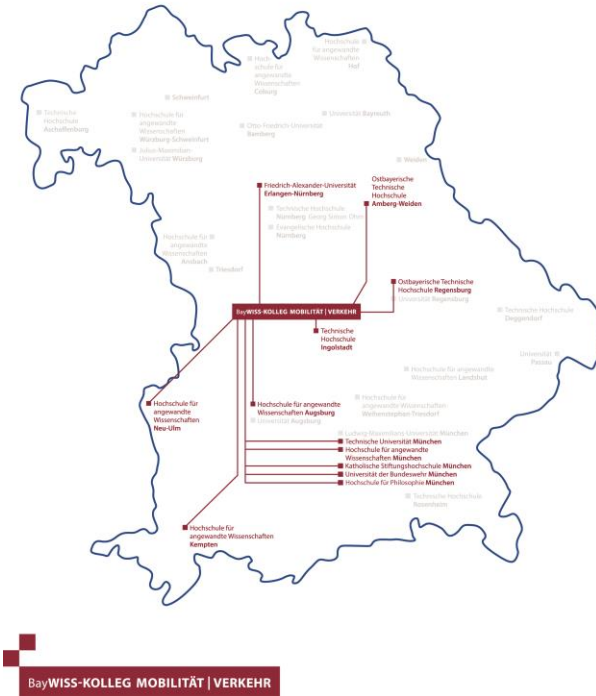 Hochschule
für angewandte
Wissenschaften
Hof
Hoch-
schule für
angewandte
Wissenschaften
Coburg
Schweinfurt
Technische
Hochschule
Aschaffenburg
Hochschule für
angewandte
Wissenschaften
Würzburg-Schweinfurt
Julius-Maximilians-
Universität Würzburg
Otto-Friedrich-Universität
Bamberg
Universität Bayreuth
Weiden
Friedrich-Alexander-Universität
Erlangen-Nürnberg
Ostbayerische
Technische
Hochschule
Amberg-Weiden
Technische Hochschule
Nürnberg Georg Simon Ohm
Evangelische Hochschule
Nürnberg
Hochschule für
angewandte
Wissenschaften
Ansbach
Triesdorf
Ostbayerische Technische
Hochschule Regensburg
Universität Regensburg
BayWISS-KOLLEG MOBILITÄT | VERKEHR
Technische Hochschule
Deggendorf
Technische
Hochschule
Ingolstadt
Universität
Passau
Hochschule für angewandte
Wissenschaften Landshut
Hochschule für
angewandte
Wissenschaften
Neu-Ulm
Hochschule für angewandte
Wissenschaften Augsburg
Universität Augsburg
Hochschule für
angewandte Wissenschaften
Weihenstephan-Triesdorf
Ludwig-Maximilians-Universität München
Technische Universität München
Hochschule für angewandte
Wissenschaften München
Katholische Stiftungshochschule München
Universität der Bundeswehr München
Hochschule für Philosophie München
Technische Hochschule
Rosenheim
Hochschule für
angewandte Wissenschaften
Kempten
BayWISS-KOLLEG MOBILITÄT | VERKEHR